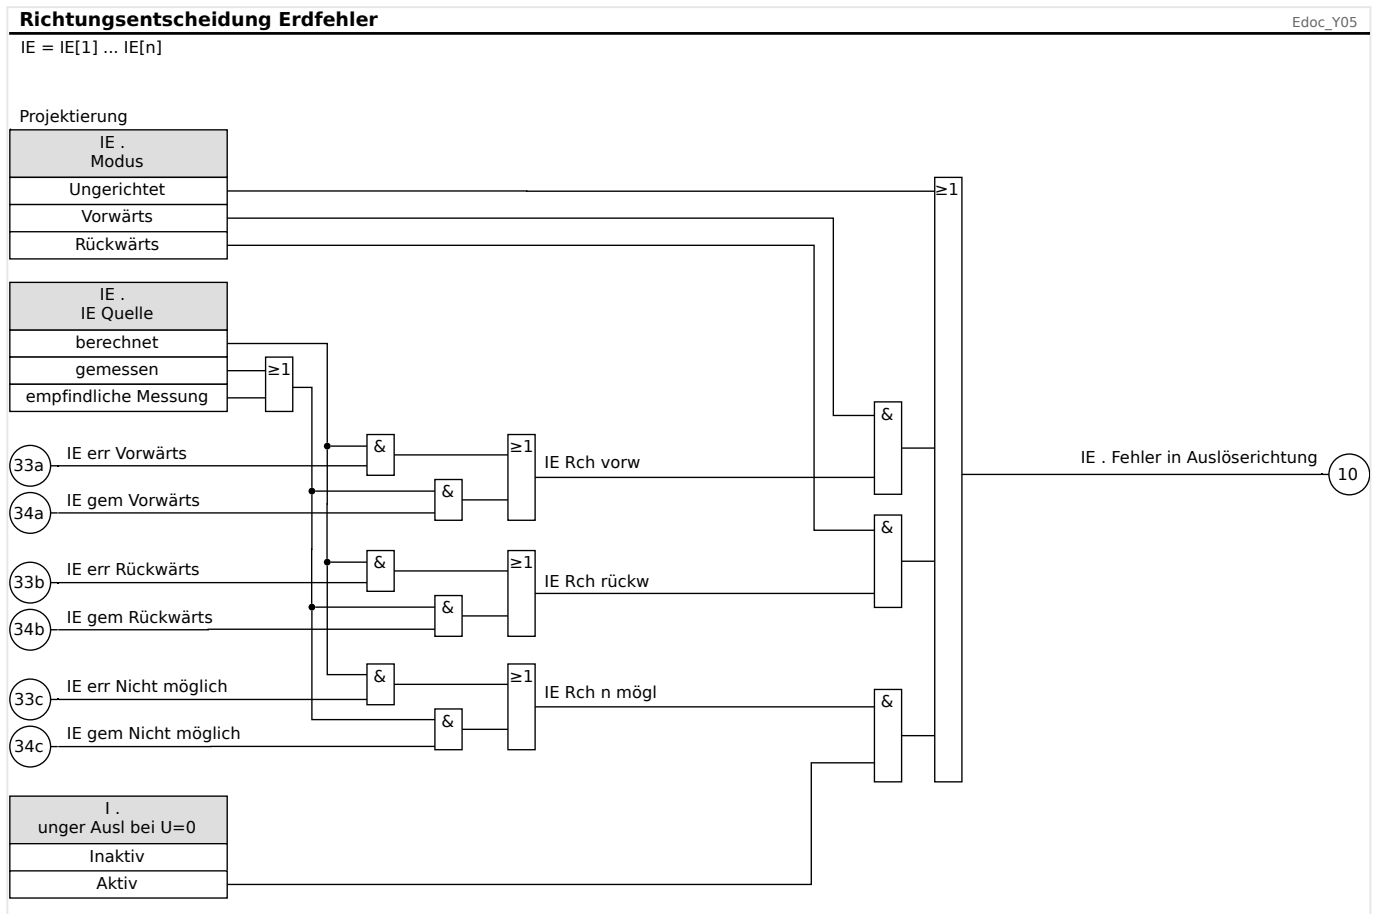 Richtungsentscheidung Erdfehler
Edoc_Y05
IE = IE[1] ... IE[n]
Projektierung
IE .
Modus
Ungerichtet
Vorwärts
Rückwärts
≥1
IE .
IE Quelle
berechnet
gemessen
empfindliche Messung
≥1
33a
IE err Vorwärts
&
≥1
IE Rch vorw
&
34a
IE gem Vorwärts
&
IE . Fehler in Auslöserichtung
10
33b
IE err Rückwärts
&
≥1
IE Rch rückw
&
34b
IE gem Rückwärts
&
33c
IE err Nicht möglich
&
≥1
IE Rch n mögl
&
34c
IE gem Nicht möglich
&
I .
unger Ausl bei U=0
Inaktiv
Aktiv